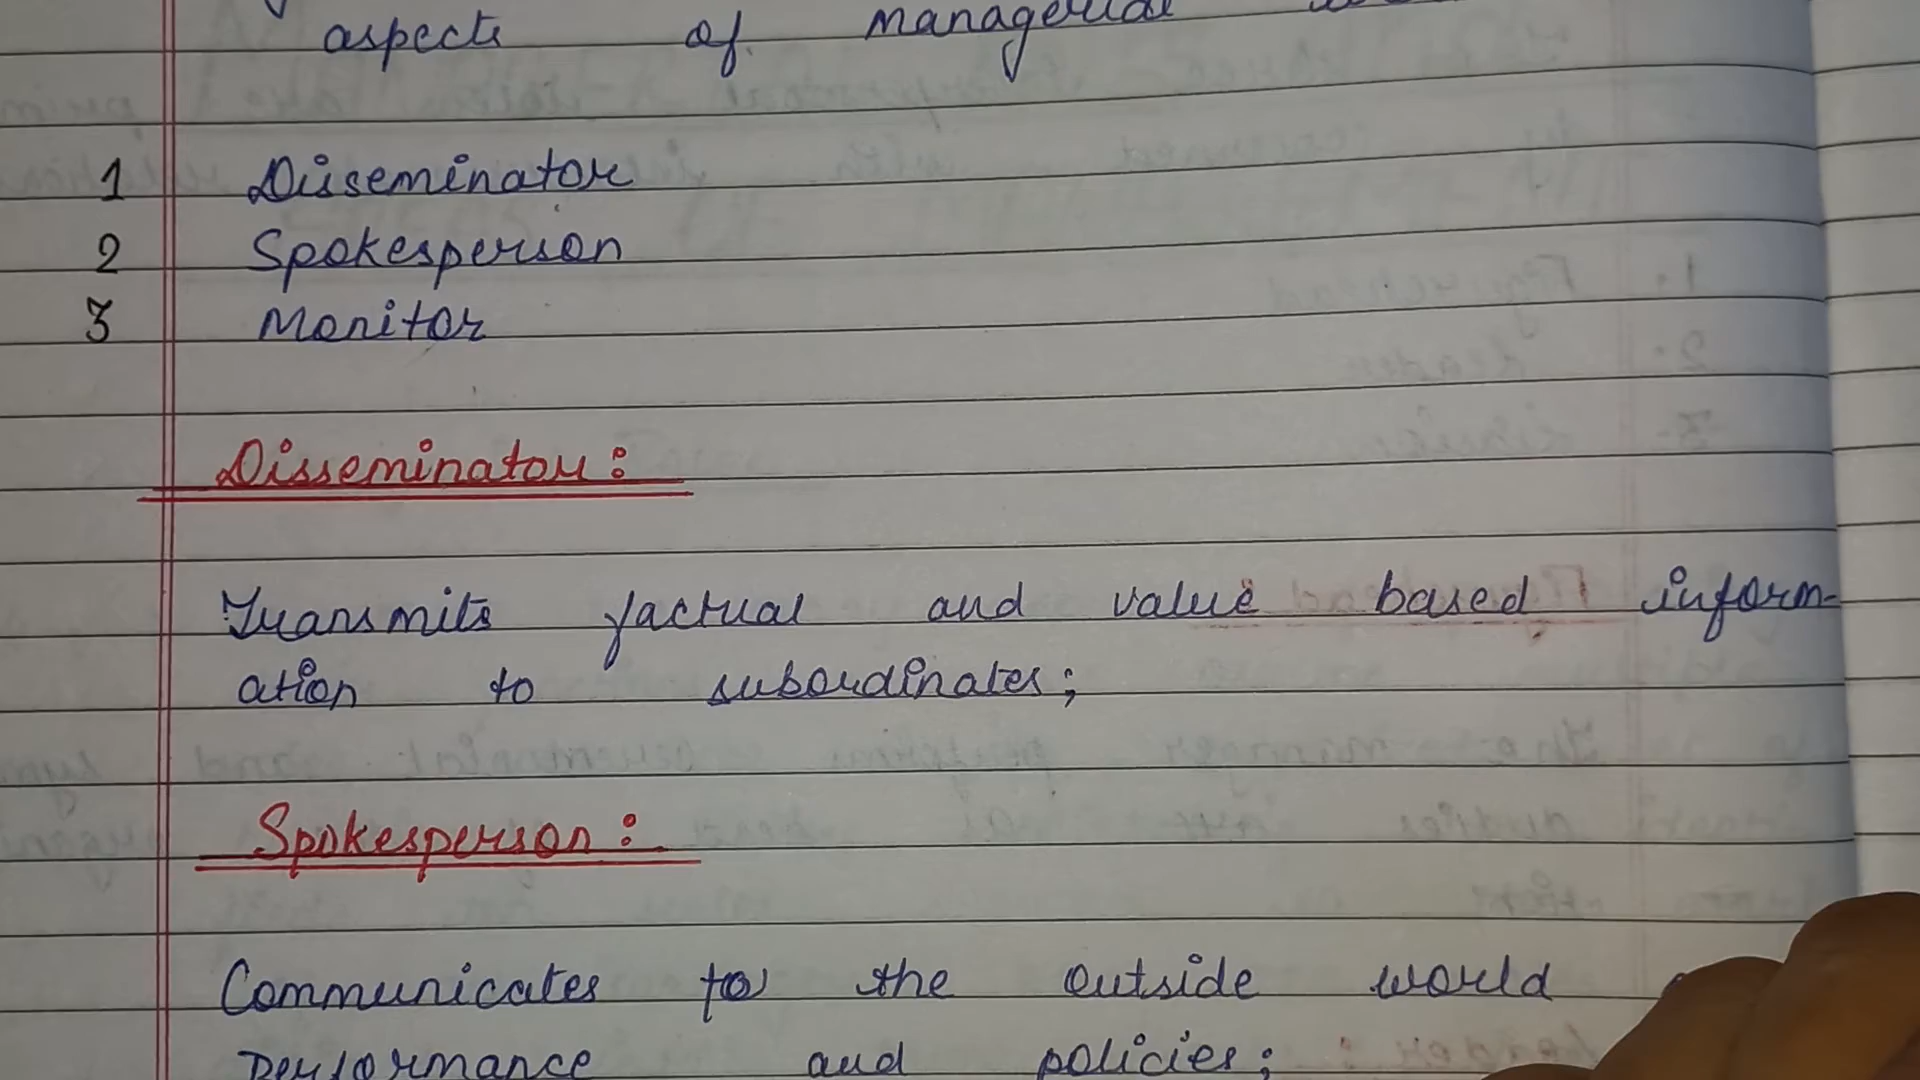 aspects of managerial
1 Disseminator
2 Spokesperson
3 Monitor
Disseminator:
Transmits factual and value based inform-
ation to subordinates;
Spokesperson:
Communicates to the outside world
Performance and policies;